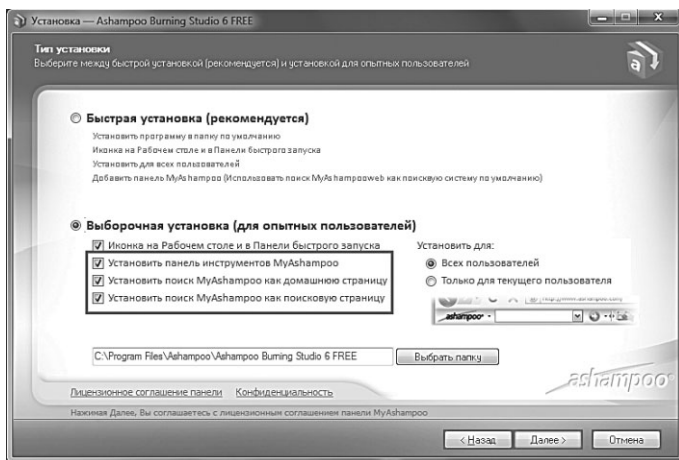 Установка — Ashampoo Burning Studio 6 FREE
Тип установки
Выберите между быстрой установкой (рекомендуется) и установкой для опытных пользователей
Быстрая установка (рекомендуется)
Установить программу в папку по умолчанию
Иконка на Рабочем столе и в Панели быстрого запуска
Установить для всех пользователей
Добавить панель MyAshampoo (Использовать поиск MyAshampooweb как поисквую систему по умолчанию)
Выборочная установка (для опытных пользователей)
Иконка на Рабочем столе и в Панели быстрого запуска
Установить панель инструментов MyAshampoo
Установить поиск MyAshampoo как домашнюю страницу
Установить поиск MyAshampoo как поисковую страницу
Установить для:
Всех пользователей
Только для текущего пользователя
ashampoo
C:\Program Files\Ashampoo\Ashampoo Burning Studio 6 FREE
Выбрать папку
ashampoo
Лицензионное соглашение панели Конфиденциальность
Нажимая Далее, Вы соглашаетесь с лицензионным соглашением панели MyAshampoo
< Назад Далее > Отмена